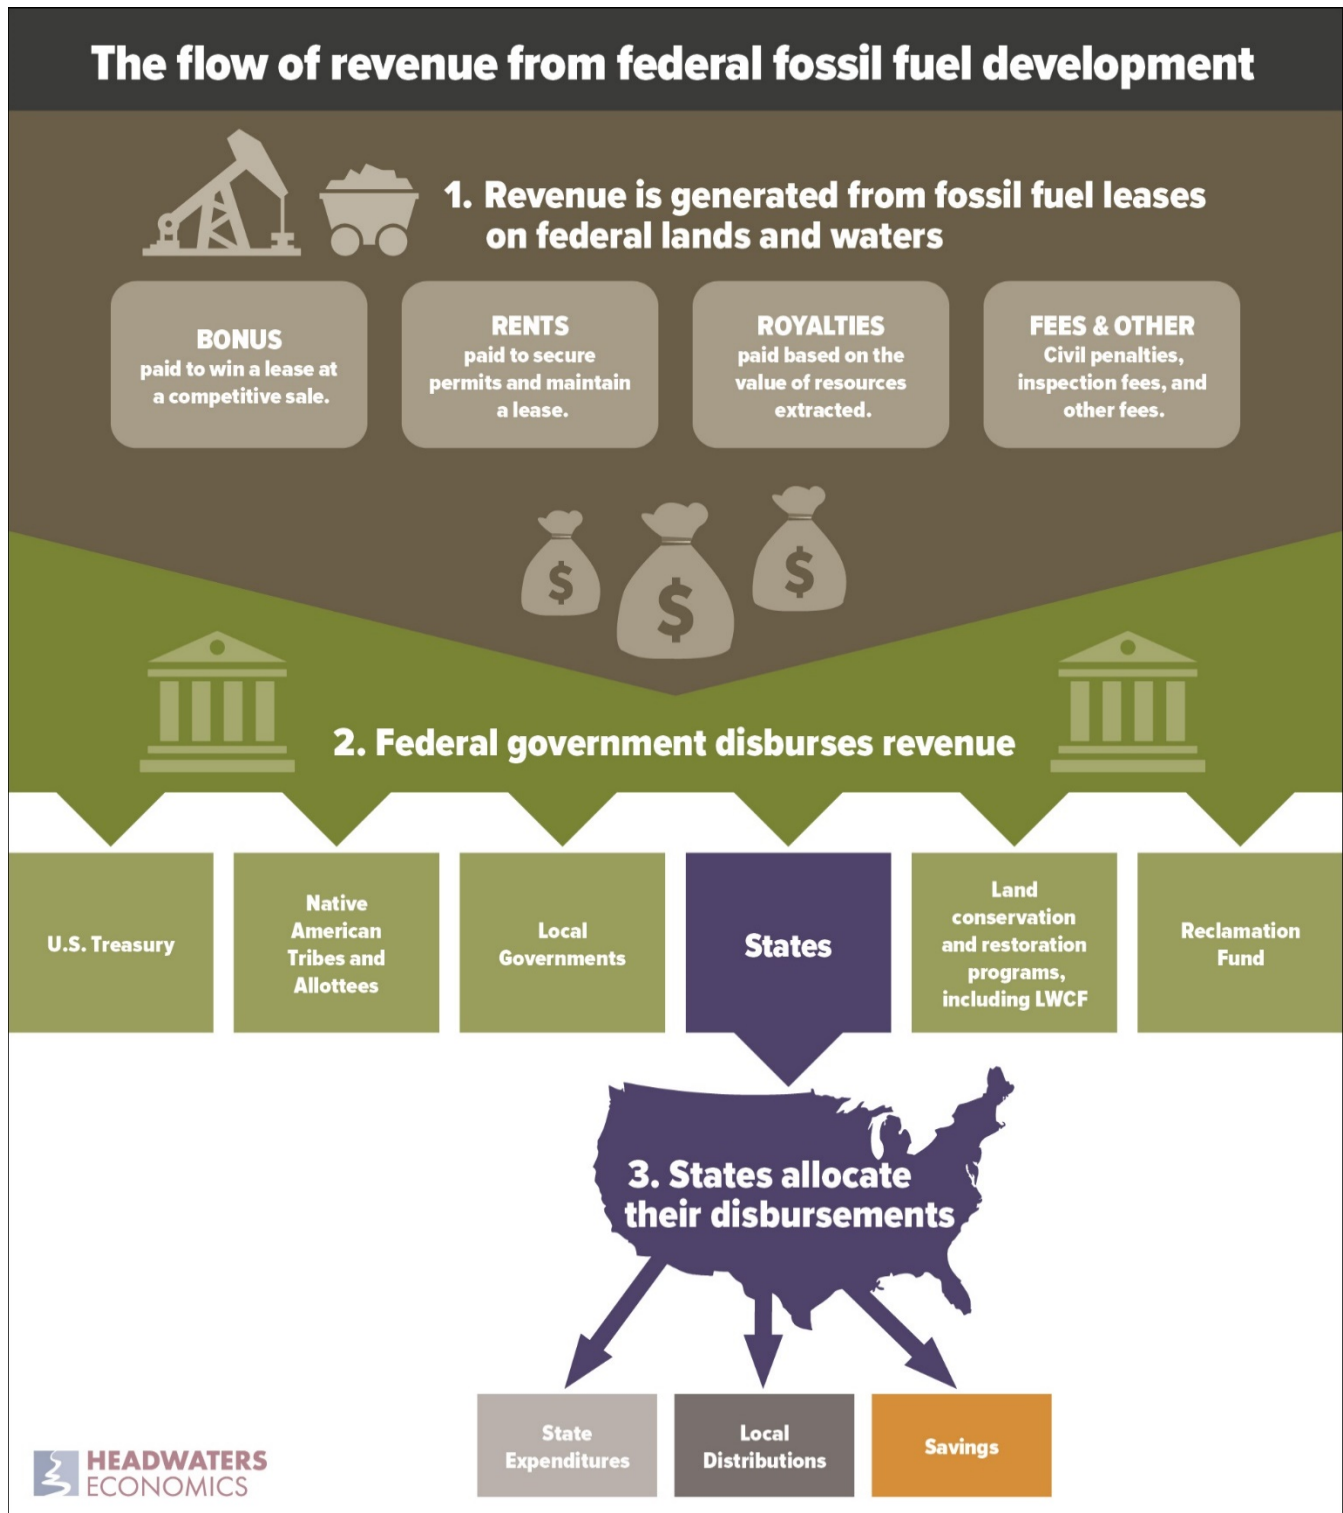 The flow of revenue from federal fossil fuel development
1. Revenue is generated from fossil fuel leases
on federal lands and waters
BONUS
paid to win a lease at
a competitive sale.
RENTS
paid to secure
permits and maintain
a lease.
ROYALTIES
paid based on the
value of resources
extracted.
FEES & OTHER
Civil penalties,
inspection fees, and
other fees.
$
$
$
2. Federal government disburses revenue
U.S. Treasury
Native
American
Tribes and
Allottees
Local
Governments
States
Land
conservation
and restoration
programs,
including LWCF
Reclamation
Fund
3. States allocate
their disbursements
State
Expenditures
Local
Distributions
Savings
HEADWATERS
ECONOMICS